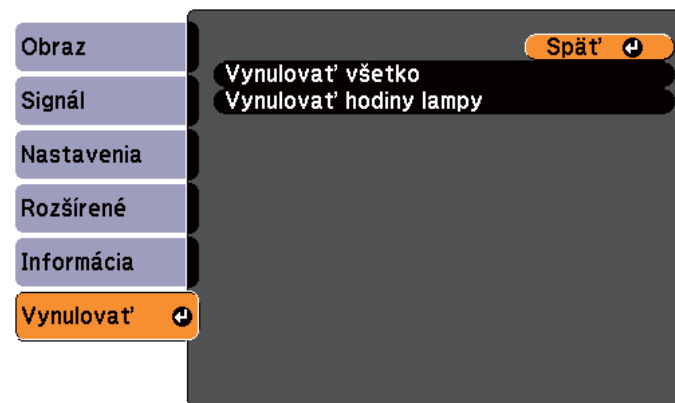 Obraz
Signál
Nastavenia
Rozšírené
Informácia
Vynulovať
Späť
Vynulovať všetko
Vynulovať hodiny lampy